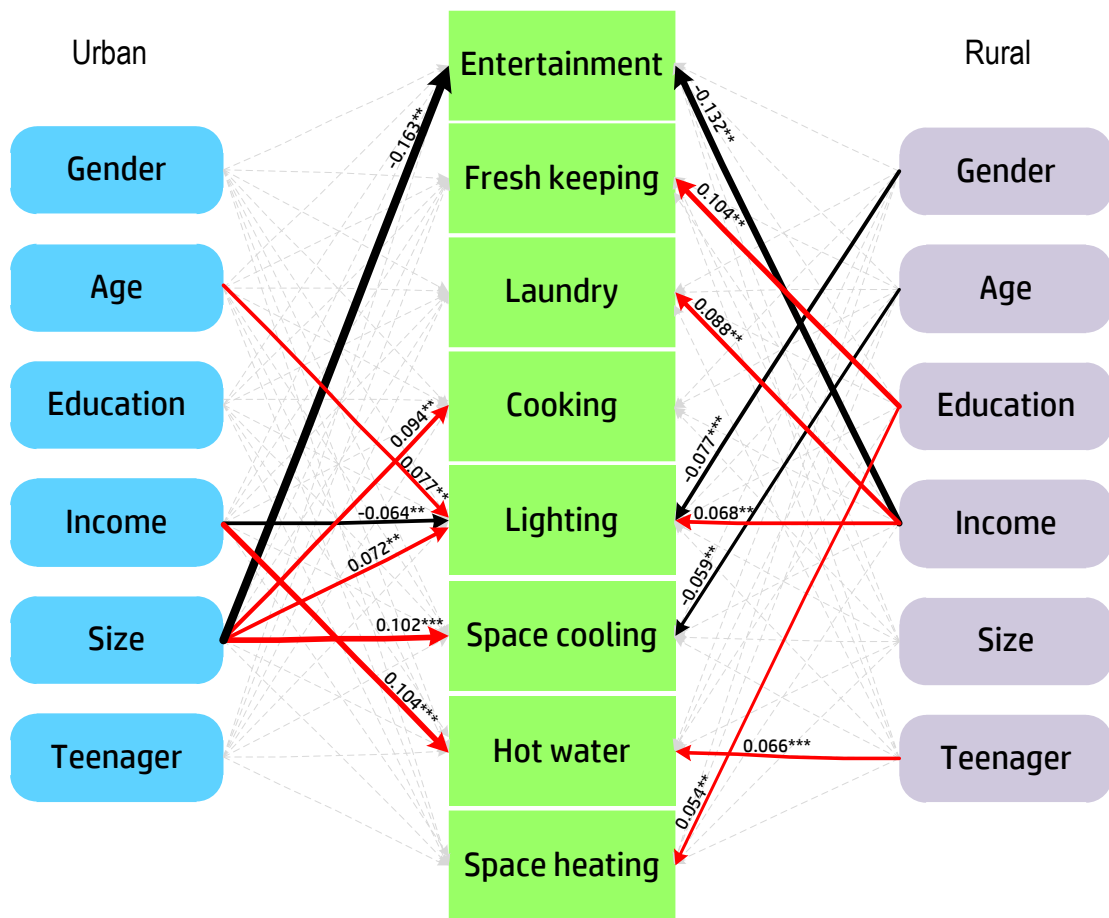 Urban
Rural
Entertainment
Fresh keeping
Laundry
Cooking
Lighting
Space cooling
Hot water
Space heating
Gender
Age
Education
Income
Size
Teenager
Gender
Age
Education
Income
Size
Teenager
-0.163**
0.094**
0.077**
-0.064**
0.072**
0.102***
0.104***
-0.132**
0.104**
0.088**
-0.077***
0.068**
-0.059**
0.066***
0.054**